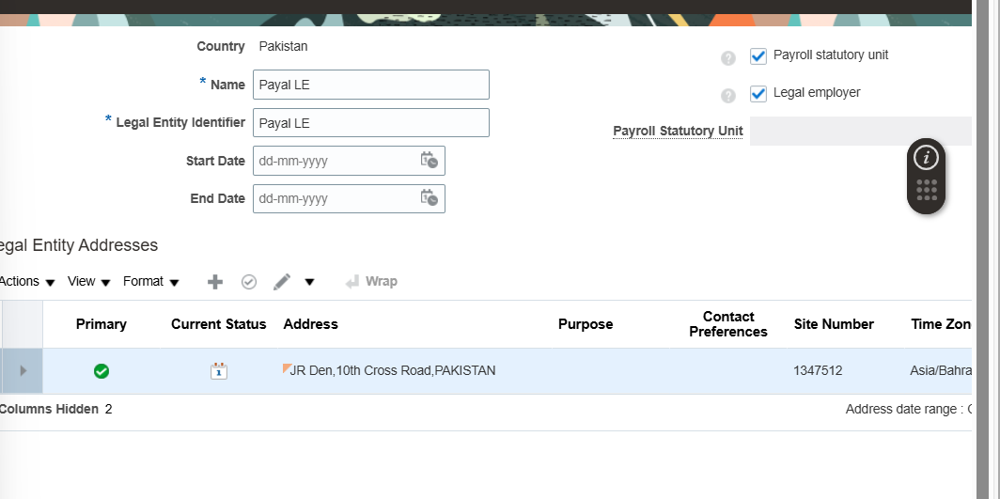 Country Pakistan
Payroll statutory unit
* Name Payal LE
Legal employer
* Legal Entity Identifier Payal LE
Payroll Statutory Unit
Start Date dd-mm-yyyy
End Date dd-mm-yyyy
egal Entity Addresses
Actions View Format Wrap
Primary Current Status Address Purpose Contact Preferences Site Number Time Zon
JR Den,10th Cross Road,PAKISTAN 1347512 Asia/Bahra
Columns Hidden 2 Address date range :